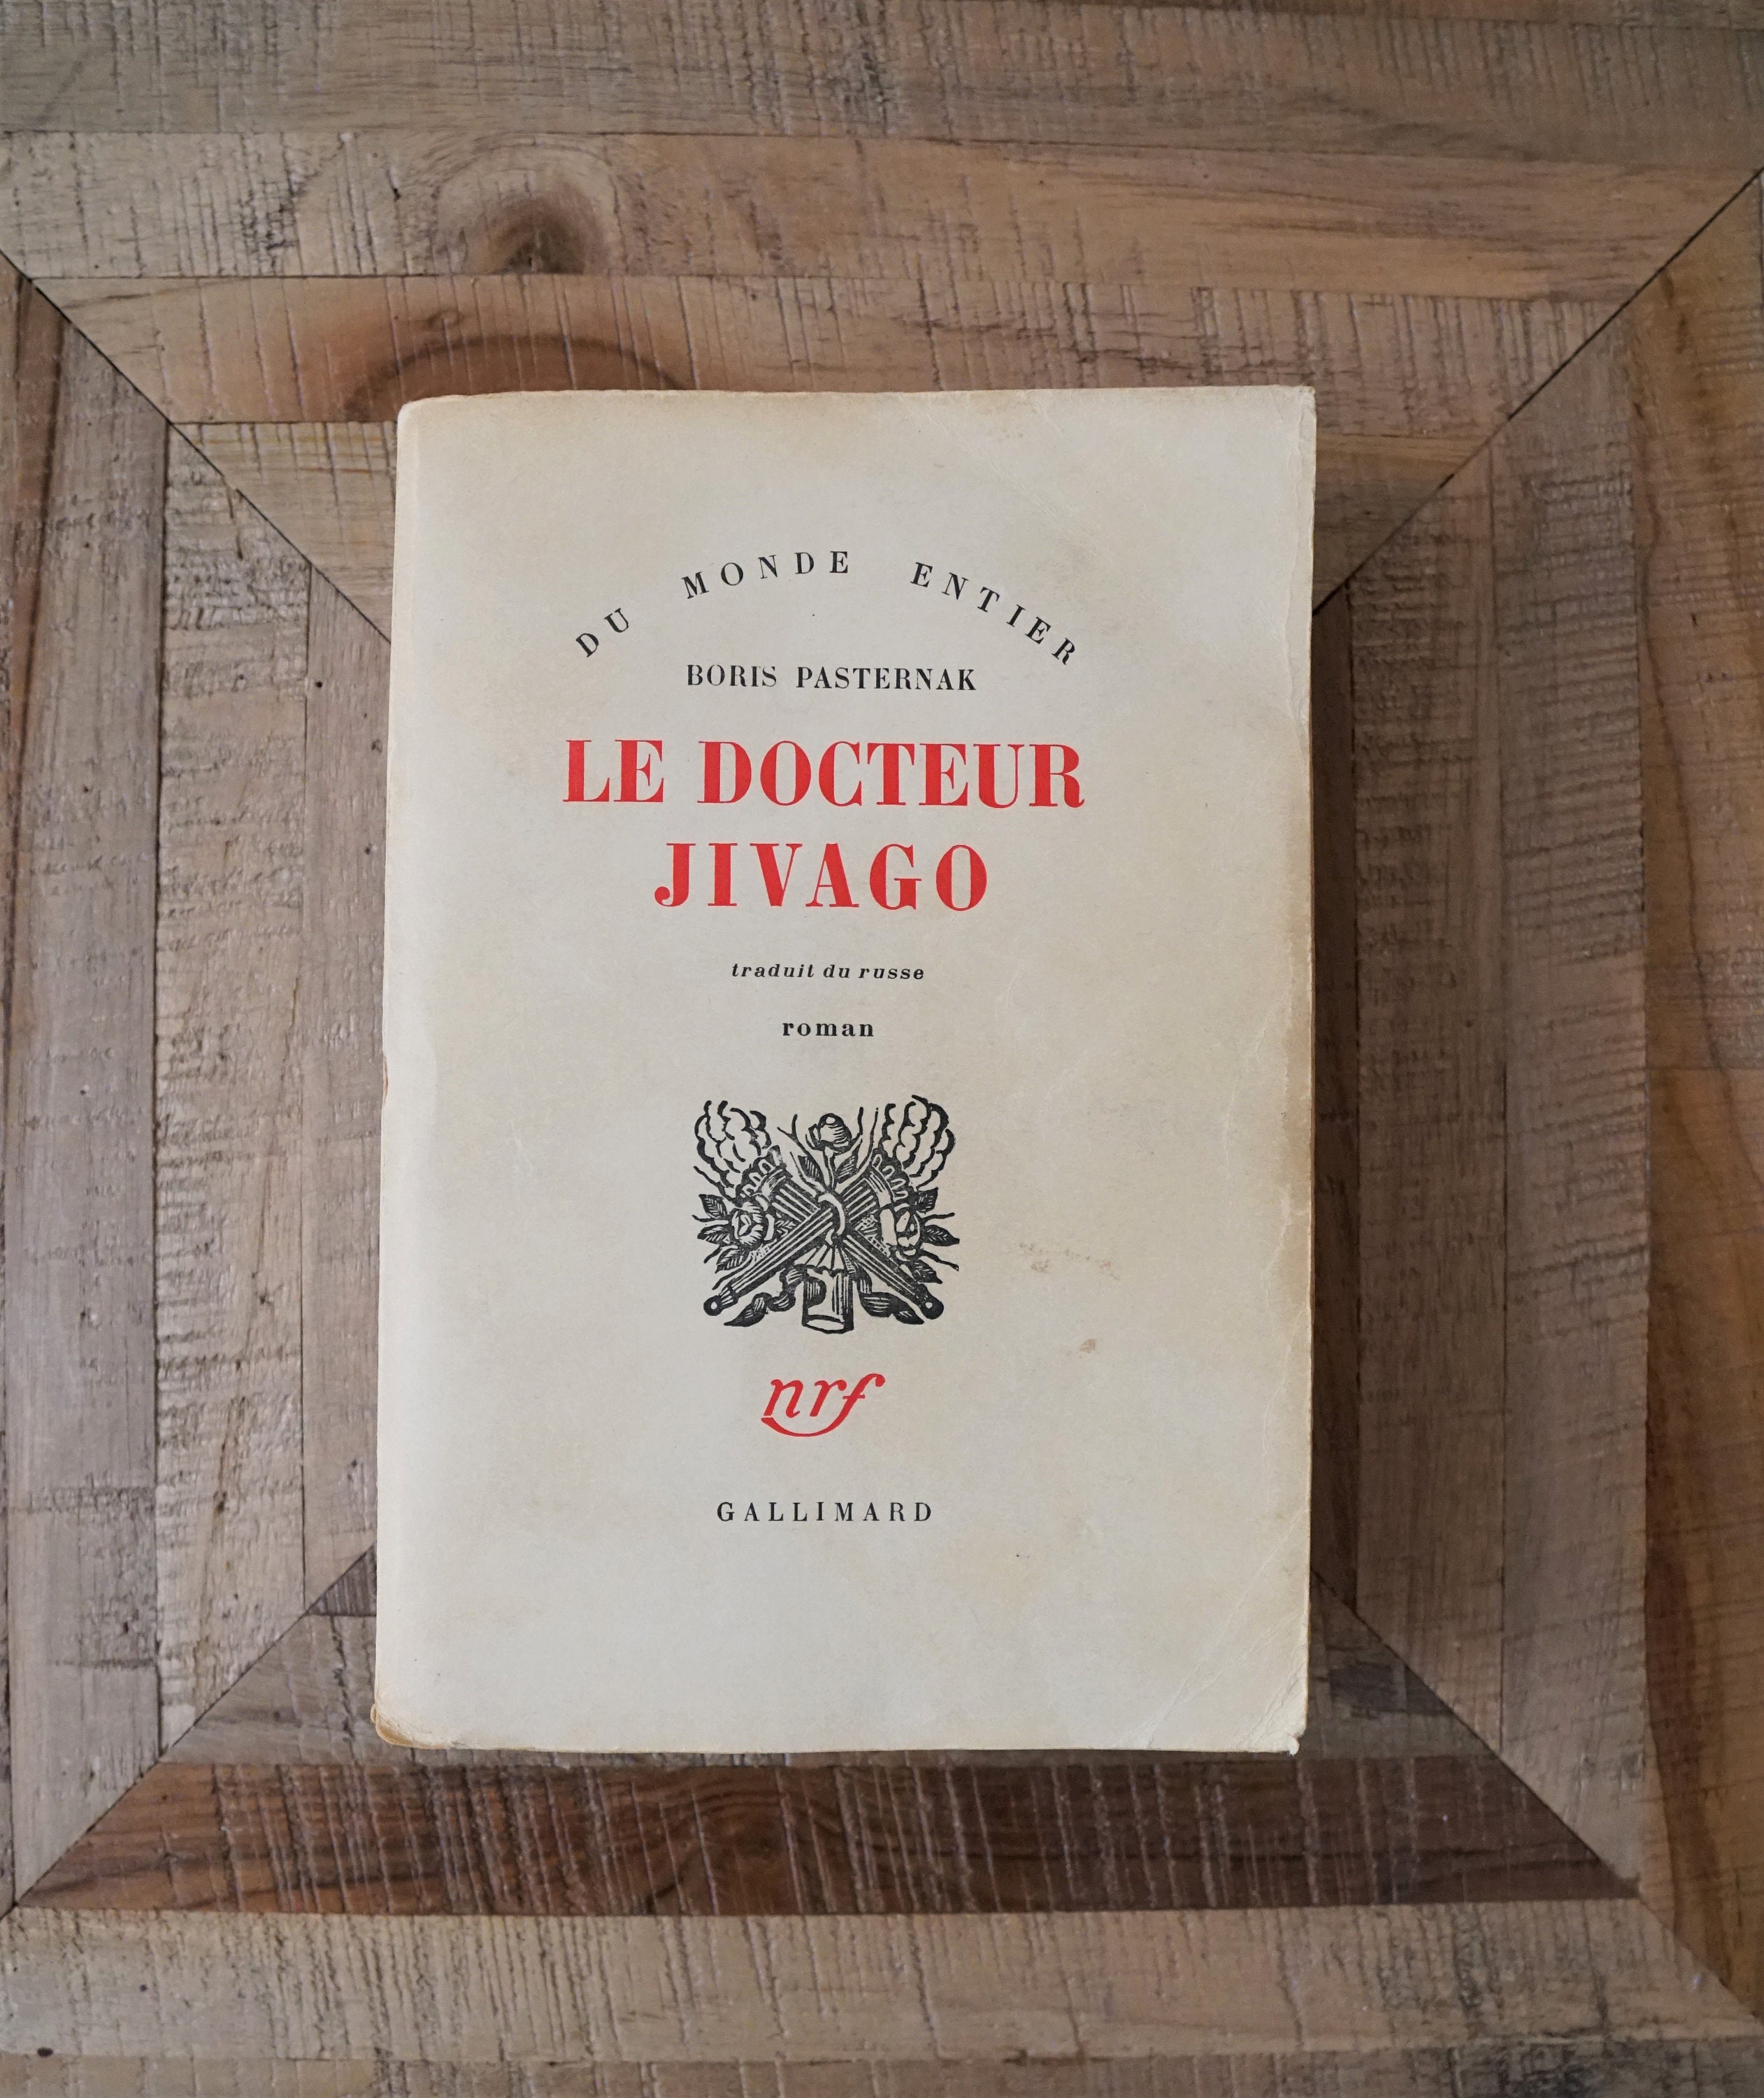 DU MONDE ENTIER
BORIS PASTERNAK
LE DOCTEUR
JIVAGO
traduit du russe
roman
nrf
GALLIMARD